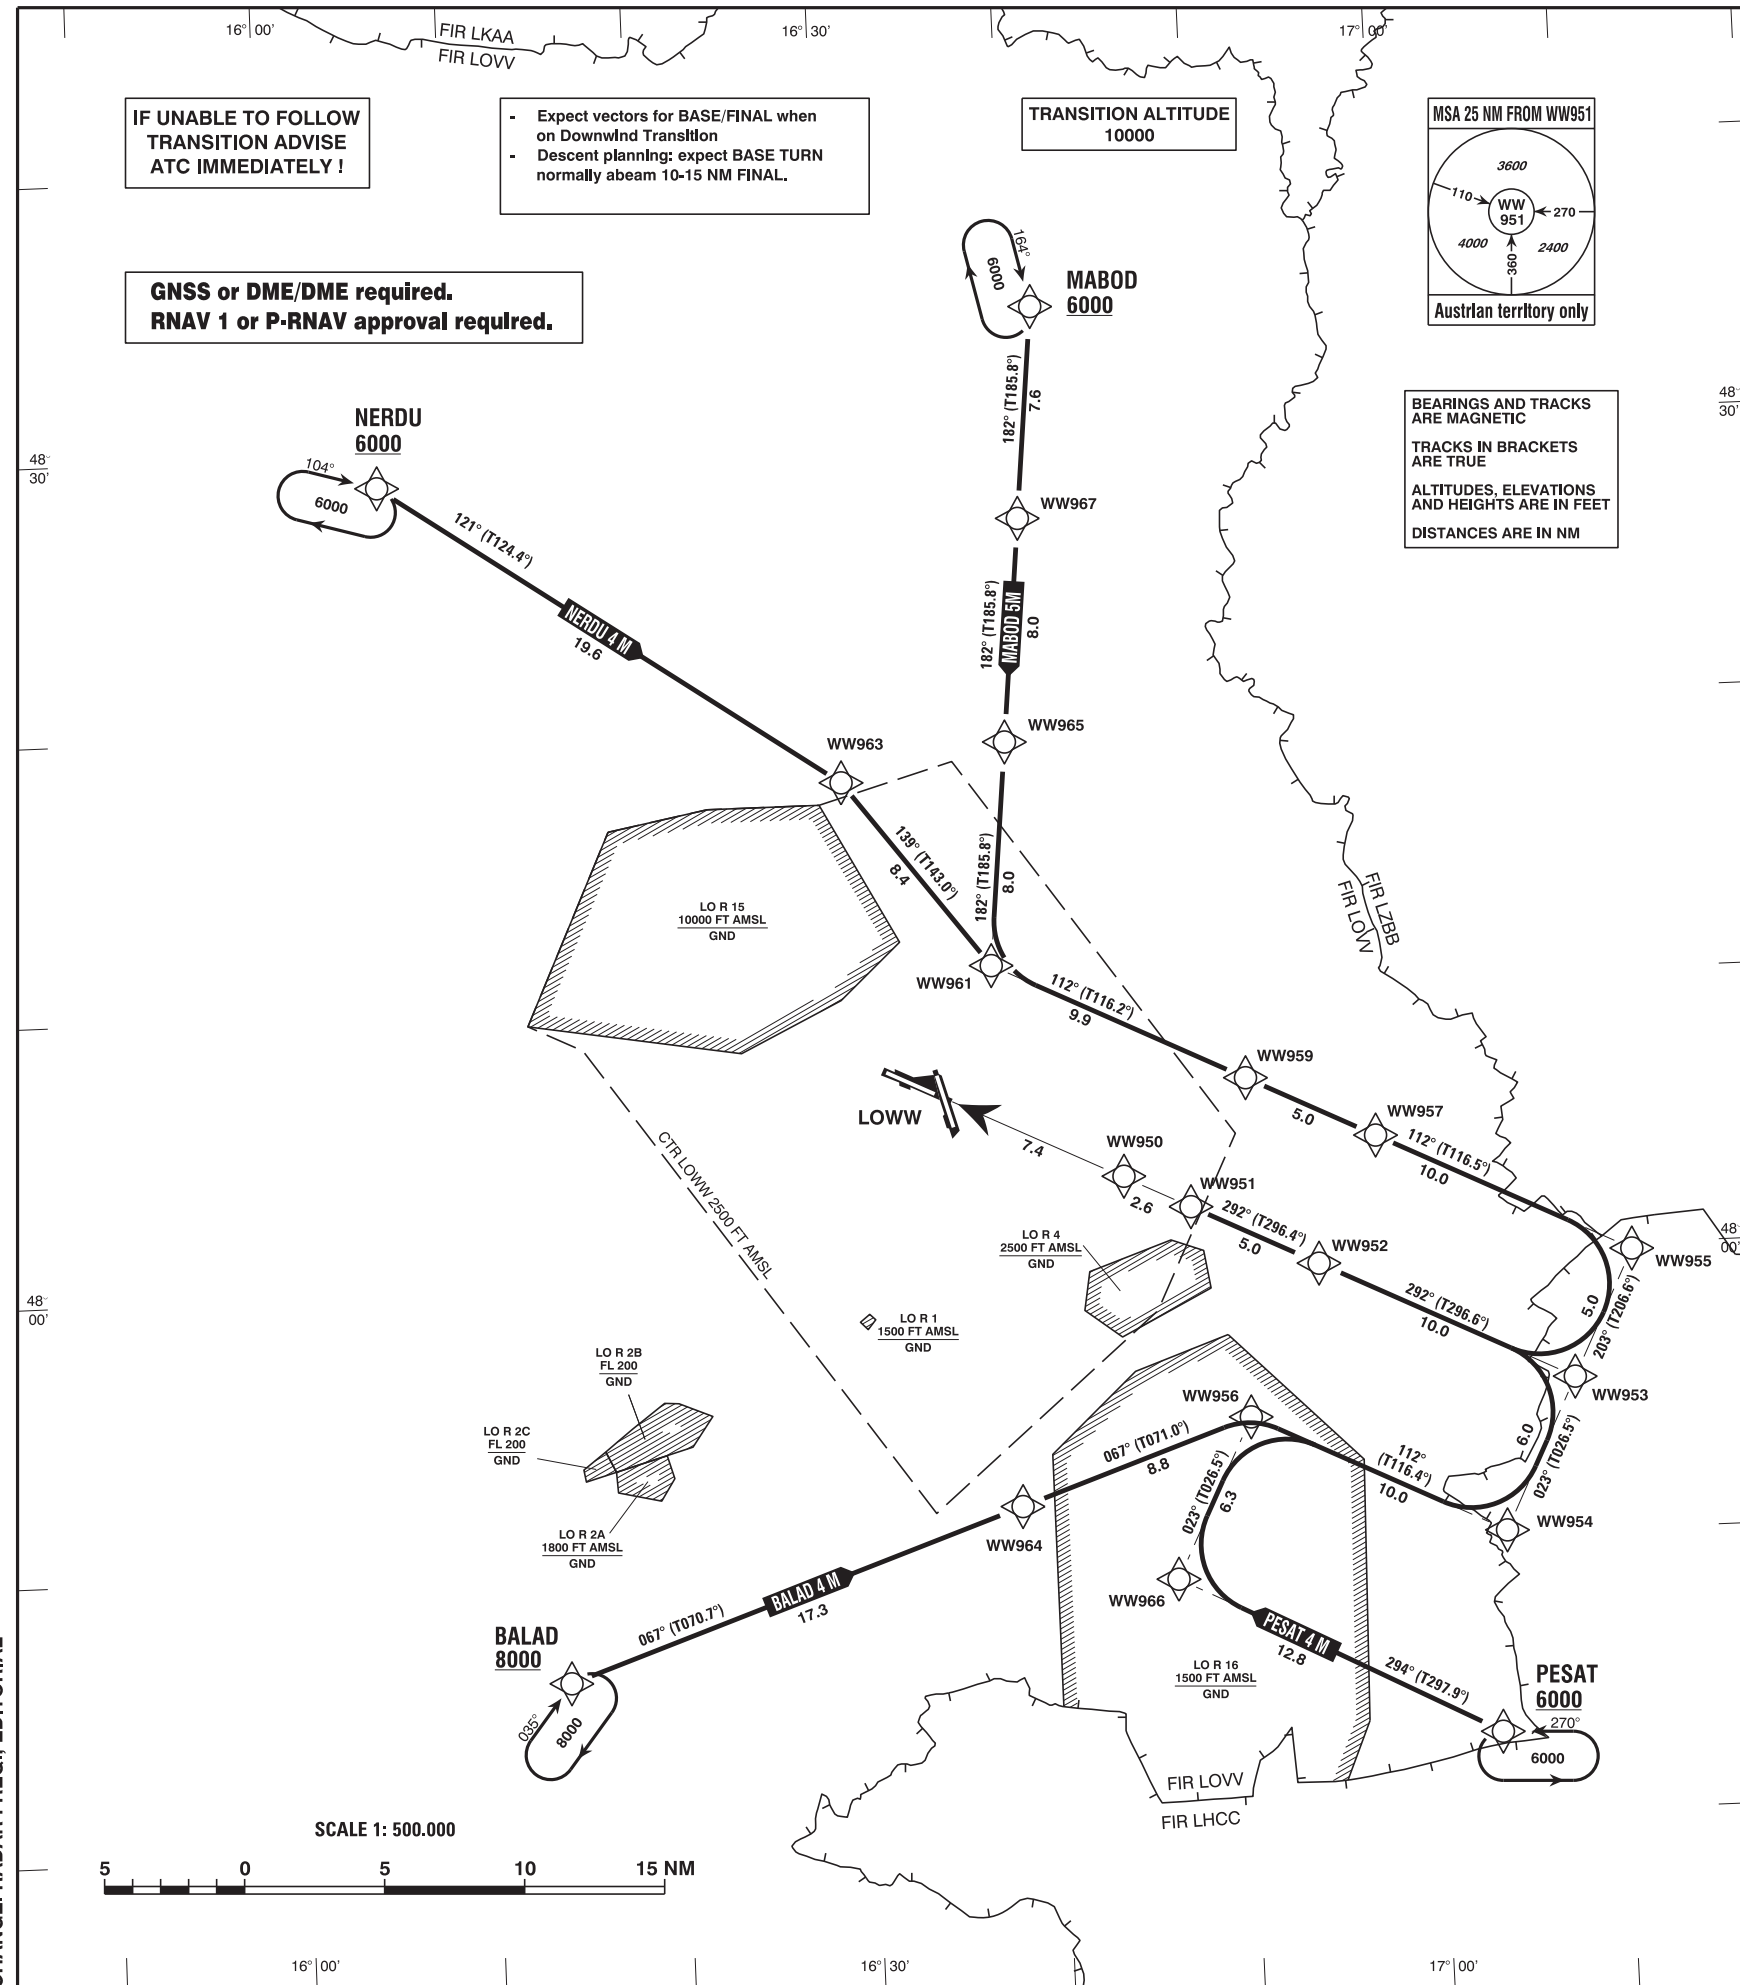 16° 00'
16° 30'
17° 00'
FIR LKAA
FIR LOVV
IF UNABLE TO FOLLOW
TRANSITION ADVISE
ATC IMMEDIATELY !
- Expect vectors for BASE/FINAL when
on Downwind Transition
- Descent planning: expect BASE TURN
normally abeam 10-15 NM FINAL.
TRANSITION ALTITUDE
10000
MSA 25 NM FROM WW951
3600
110
WW
951
270
4000
2400
360
Austrian territory only
GNSS or DME/DME required.
RNAV 1 or P-RNAV approval required.
164°
6000
MABOD
6000
182° (T185.8°)
7.6
BEARINGS AND TRACKS
ARE MAGNETIC
TRACKS IN BRACKETS
ARE TRUE
ALTITUDES, ELEVATIONS
AND HEIGHTS ARE IN FEET
DISTANCES ARE IN NM
48°
30'
NERDU
6000
48°
30'
104°
6000
121° (T124.4°)
NERDU 4 M
19.6
WW967
182° (T185.8°)
MABOD 5M
8.0
WW965
WW963
139° (T143.0°)
8.4
182° (T185.8°)
8.0
LO R 15
10000 FT AMSL
GND
FIR LZBB
FIR LOVV
WW961
112° (T116.2°)
9.9
WW959
5.0
WW957
112° (T116.5°)
10.0
LOWW
7.4
WW950
2.6
WW951
292° (T296.4°)
5.0
WW952
CTR LOWW 2500 FT AMSL
LO R 4
2500 FT AMSL
GND
48°
00'
WW955
292° (T296.6°)
10.0
5.0
203° (T206.6°)
48°
00'
LO R 1
1500 FT AMSL
GND
LO R 2B
FL 200
GND
WW953
WW956
LO R 2C
FL 200
GND
067° (T071.0°)
8.8
112°
(T116.4°)
10.0
6.0
023° (T026.5°)
023° (T026.5°)
6.3
WW954
LO R 2A
1800 FT AMSL
GND
WW964
WW966
BALAD 4 M
17.3
067° (T070.7°)
PESAT 4 M
12.8
294° (T297.9°)
BALAD
8000
LO R 16
1500 FT AMSL
GND
PESAT
6000
270°
6000
035°
8000
FIR LOVV
FIR LHCC
SCALE 1: 500.000
5 0 5 10 15 NM
16° 00'
16° 30'
17° 00'